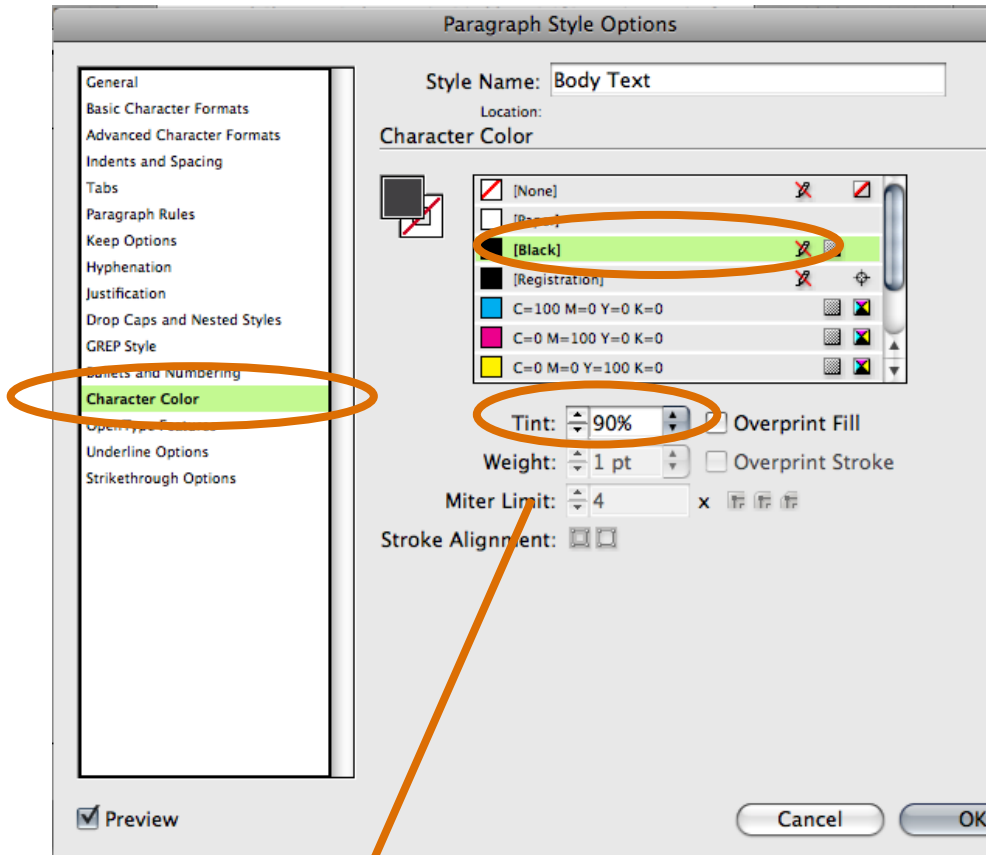 Paragraph Style Options
General
Basic Character Formats
Advanced Character Formats
Indents and Spacing
Tabs
Paragraph Rules
Keep Options
Hyphenation
Justification
Drop Caps and Nested Styles
GREP Style
Bullets and Numbering
Character Color
OpenType Features
Underline Options
Strikethrough Options
Style Name: Body Text
Location:
Character Color
[None]
[Paper]
[Black]
[Registration]
C=100 M=0 Y=0 K=0
C=0 M=100 Y=0 K=0
C=0 M=0 Y=100 K=0
Tint: 90% Overprint Fill
Weight: 1 pt Overprint Stroke
Miter Limit: 4 x
Stroke Alignment:
Preview
Cancel
OK